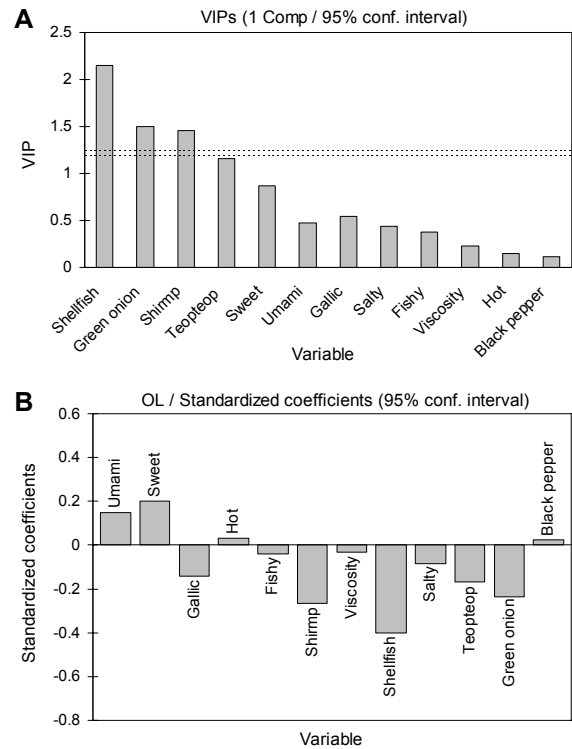 A
VIPs (1 Comp / 95% conf. interval)
2.5
2
1.5
1
0.5
0
VIP
Shellfish
Green onion
Shirmp
Teopteop
Sweet
Umami
Gallic
Salty
Fishy
Viscosity
Hot
Black pepper
Variable
B
OL / Standardized coefficients (95% conf. interval)
0.6
0.4
0.2
0
-0.2
-0.4
-0.6
-0.8
Standardized coefficients
Umami
Sweet
Gallic
Hot
Fishy
Shirmp
Viscosity
Shellfish
Salty
Teopteop
Green onion
Black pepper
Variable